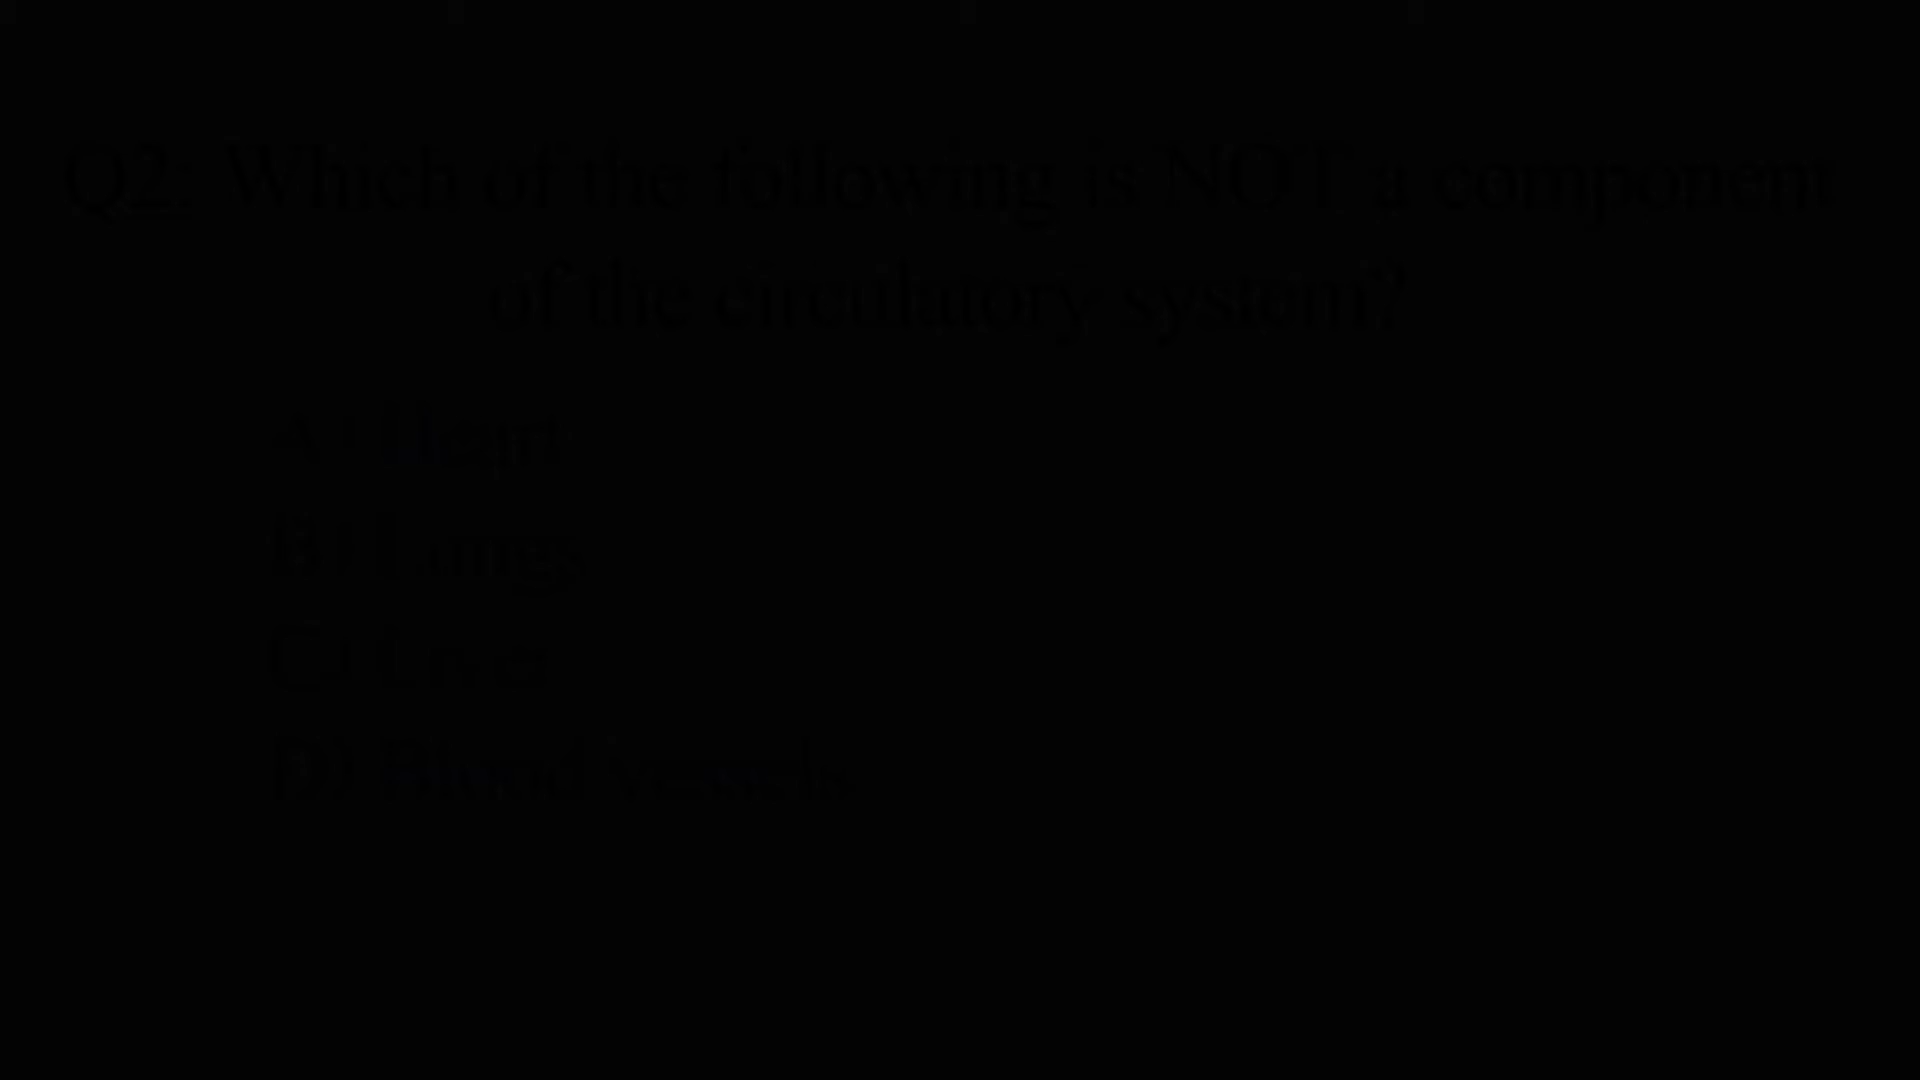 Q2: Which of the following is NOT a component
of the circulatory system?
A) Heart
B) Lungs
C) Liver
D) Blood vessels